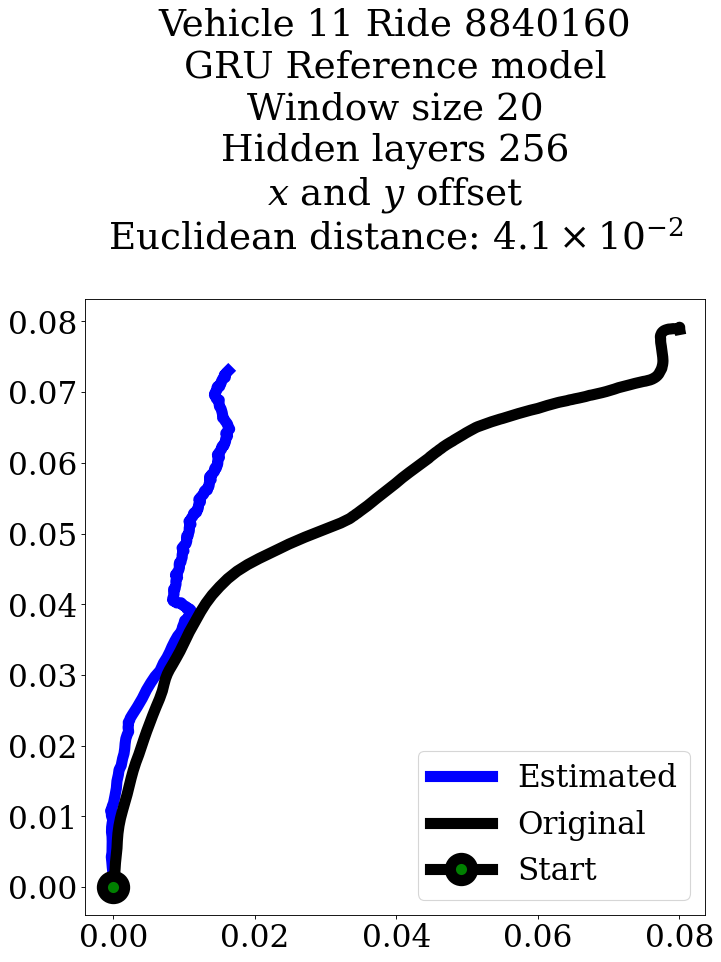 Vehicle 11 Ride 8840160
GRU Reference model
Window size 20
Hidden layers 256
x and y offset
Euclidean distance: 4.1 × 10⁻²
0.08
0.07
0.06
0.05
0.04
0.03
0.02
0.01
0.00
Estimated
Original
Start
0.00 0.02 0.04 0.06 0.08